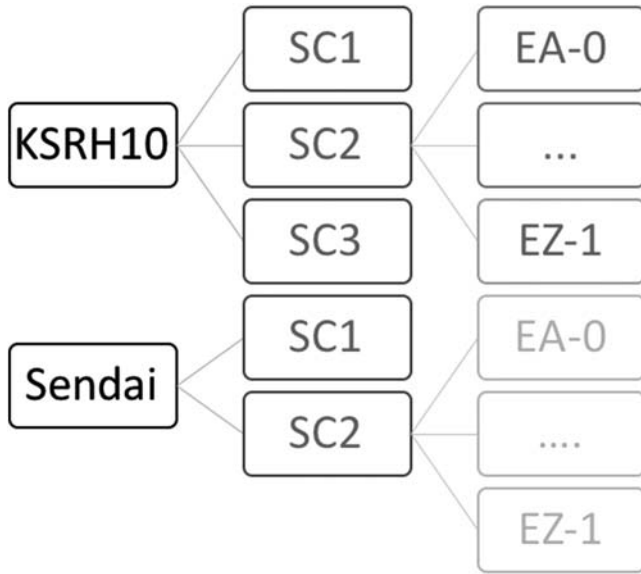 SC1 EA-0
KSRH10 SC2 ...
SC3 EZ-1
SC1 EA-0
Sendai
SC2 ....
EZ-1